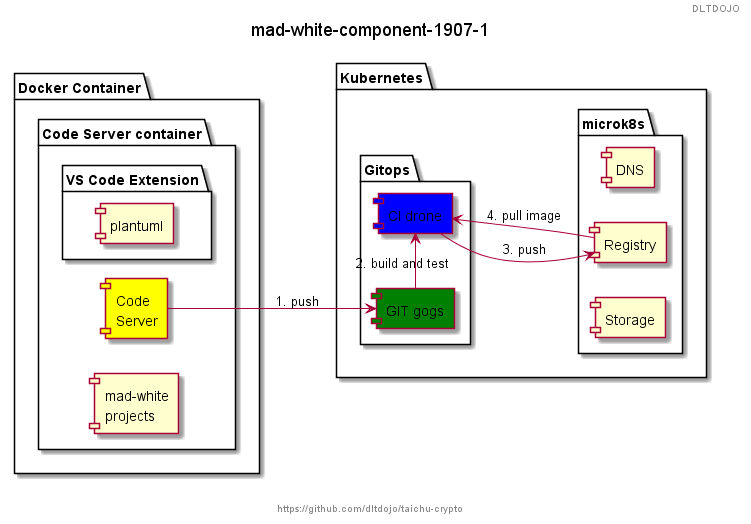 DLTDOJO
mad-white-component-1907-1
Docker Container
Code Server container
VS Code Extension
plantuml
Code
Server
mad-white
projects
1. push
Kubernetes
Gitops
CI drone
2. build and test
GIT gogs
4. pull image
3. push
microk8s
DNS
Registry
Storage
https://github.com/dltdojo/taichu-crypto